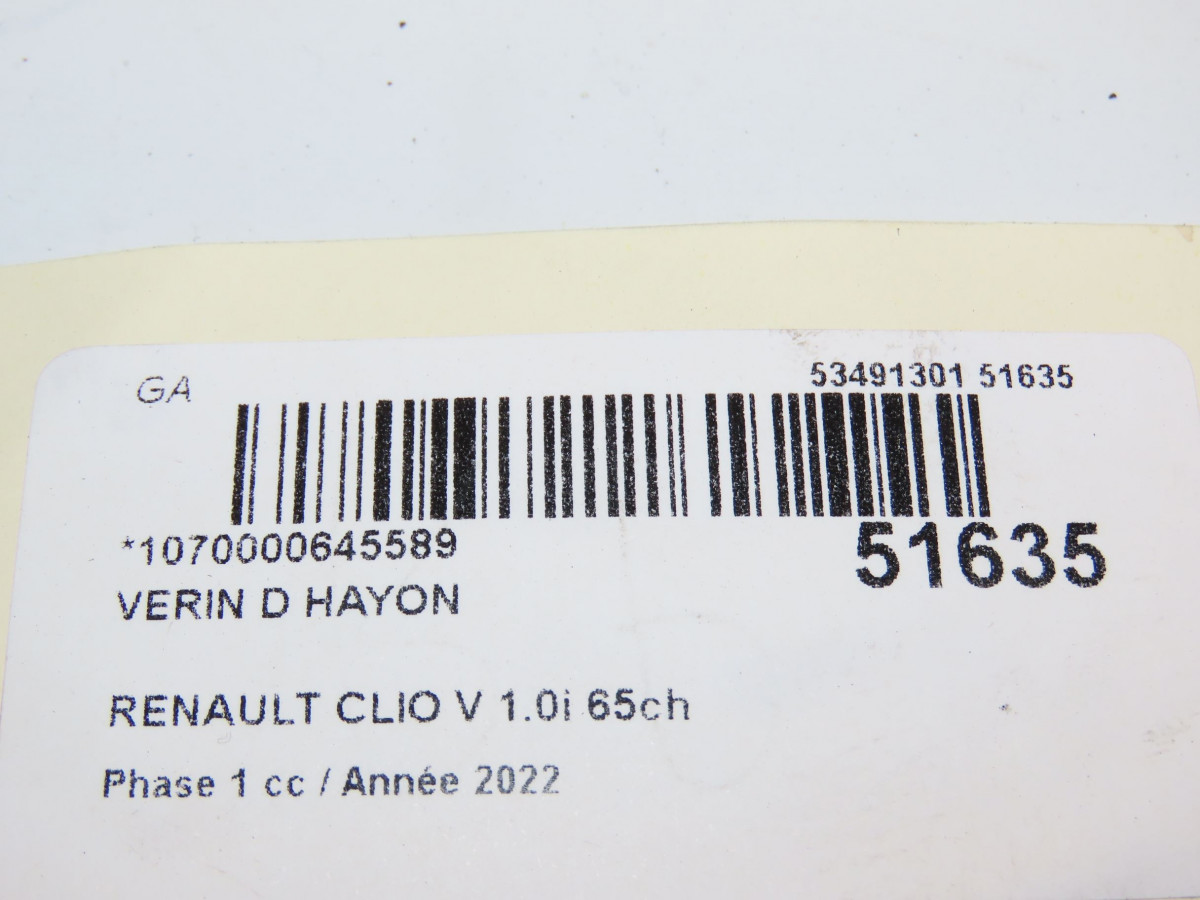 GA
53491301 51635
*1070000645589
51635
VERIN D HAYON
RENAULT CLIO V 1.0i 65ch
Phase 1 cc / Année 2022